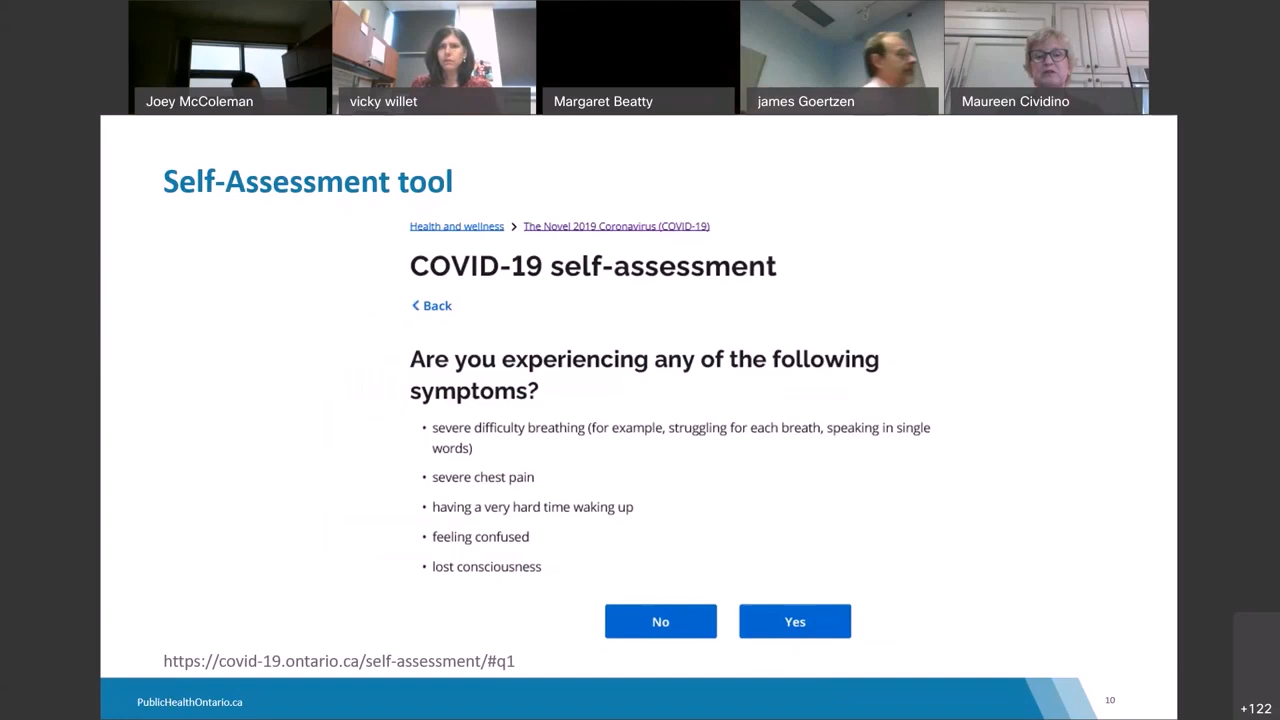 Joey McColeman
vicky willet
Margaret Beatty
james Goertzen
Maureen Cividino
Self-Assessment tool
Health and wellness > The Novel 2019 Coronavirus (COVID-19)
COVID-19 self-assessment
< Back
Are you experiencing any of the following
symptoms?
• severe difficulty breathing (for example, struggling for each breath, speaking in single
words)
• severe chest pain
• having a very hard time waking up
• feeling confused
• lost consciousness
No
Yes
https://covid-19.ontario.ca/self-assessment/#q1
PublicHealthOntario.ca
10
+122